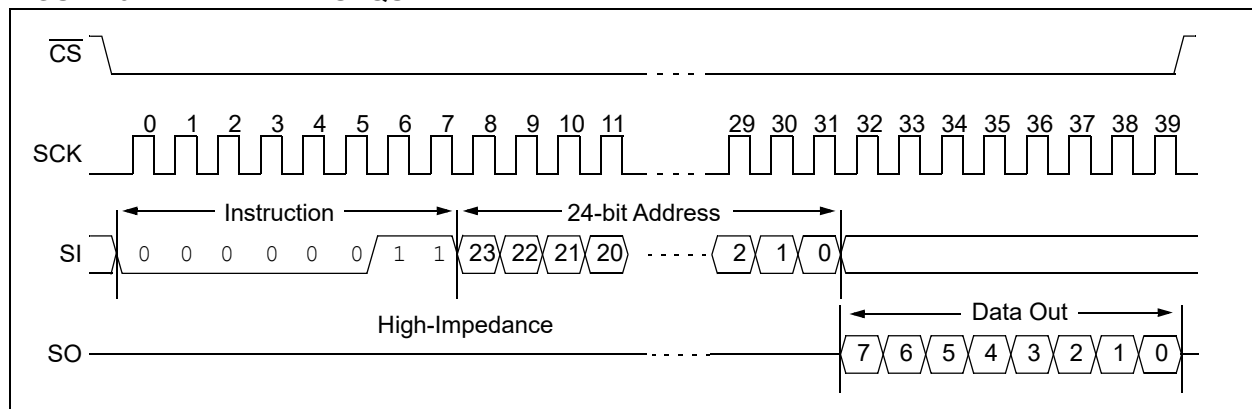 CS
0 1 2 3 4 5 6 7 8 9 10 11 29 30 31 32 33 34 35 36 37 38 39
SCK
Instruction 24-bit Address
SI 0 0 0 0 0 0 1 1 23 22 21 20 2 1 0
High-Impedance Data Out
SO 7 6 5 4 3 2 1 0